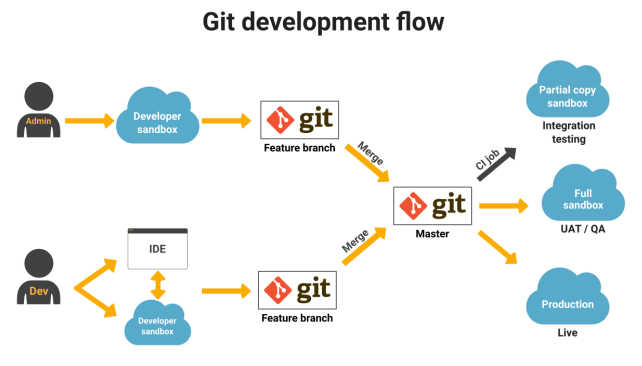 Git development flow
Admin
Developer
sandbox
git
Feature branch
Merge
git
Master
CI job
Partial copy
sandbox
Integration
testing
Full
sandbox
UAT / QA
Production
Live
Dev
IDE
Developer
sandbox
git
Feature branch
Merge